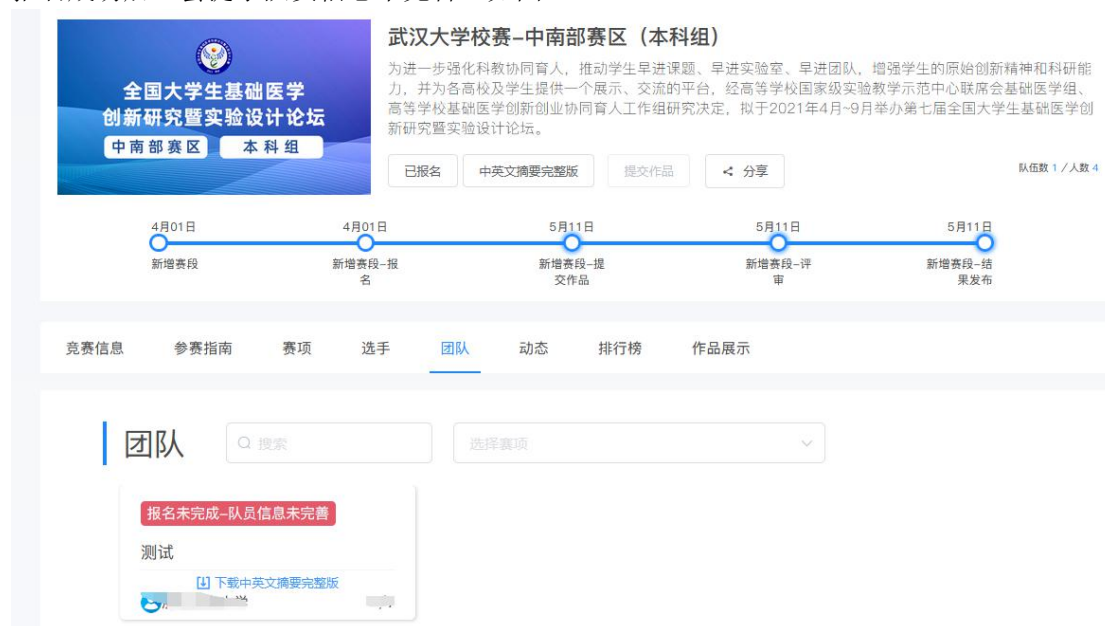 武汉大学校赛–中南部赛区（本科组）
为进一步强化科教协同育人，推动学生早进课题、早进实验室、早进团队，增强学生的原始创新精神和科研能
力，并为各高校及学生提供一个展示、交流的平台，经高等学校国家级实验教学示范中心联席会基础医学组、
高等学校基础医学创新创业协同育人工作组研究决定，拟于2021年4月~9月举办第七届全国大学生基础医学创
新研究暨实验设计论坛。
全国大学生基础医学
创新研究暨实验设计论坛
中南部赛区 本科组
已报名 中英文摘要完整版 提交作品 分享 队伍数 1 / 人数 4
4月01日 4月01日 5月11日 5月11日 5月11日
新增赛段 新增赛段–报 新增赛段–提 新增赛段–评 新增赛段–结
名 交作品 审 果发布
竞赛信息 参赛指南 赛项 选手 团队 动态 排行榜 作品展示
团队 搜索 选择赛项
报名未完成–队员信息未完善
测试
下载中英文摘要完整版